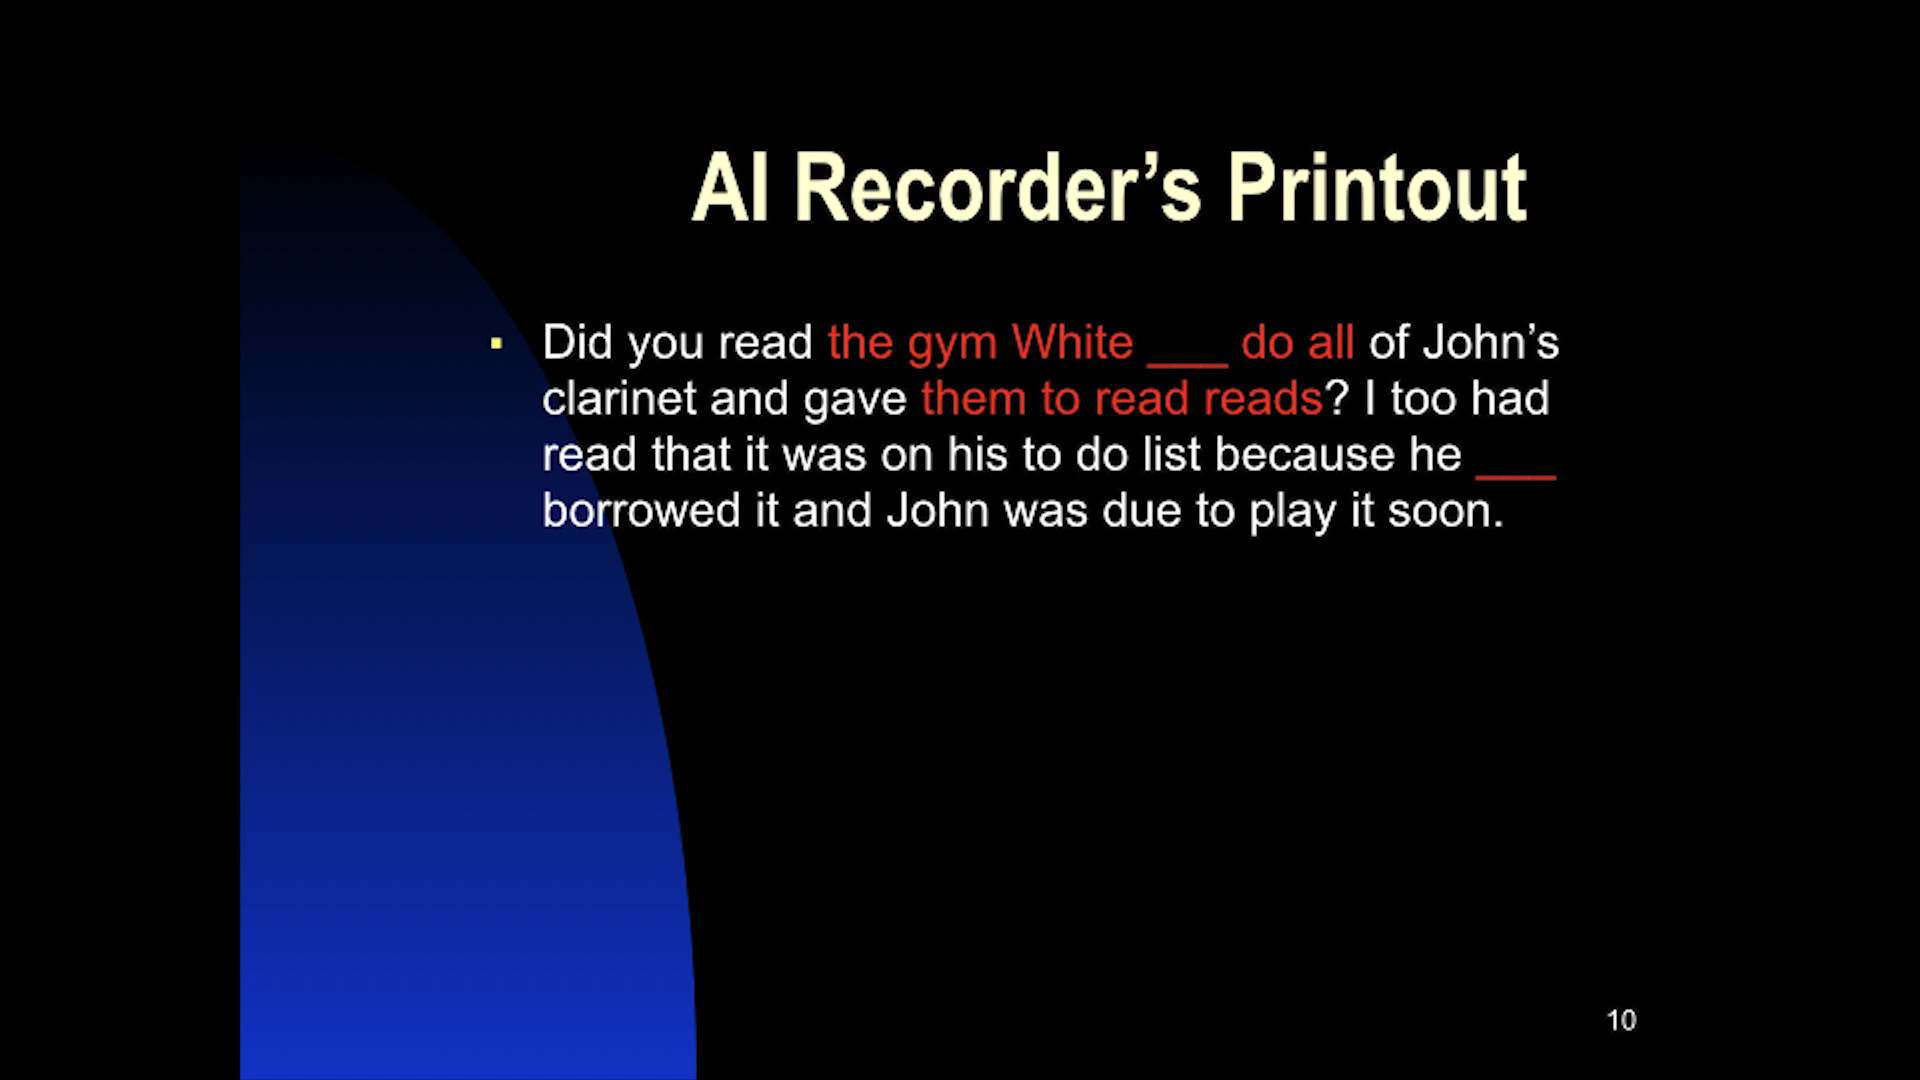 AI Recorder’s Printout
▪ Did you read the gym White ___ do all of John’s
clarinet and gave them to read reads? I too had
read that it was on his to do list because he ___
borrowed it and John was due to play it soon.
10